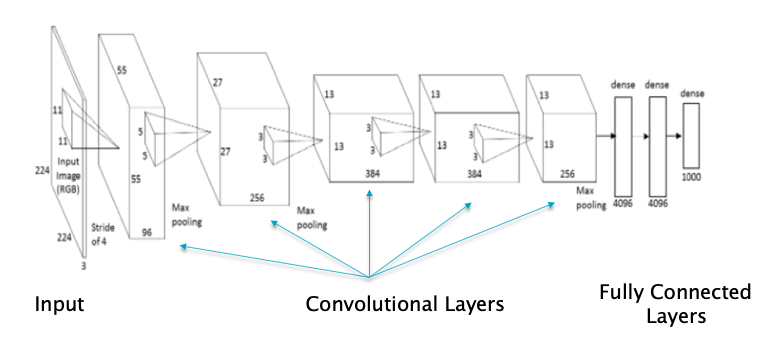 55
11
11
Input
Image
(RGB)
224
224
3
Stride
of 4
5
5
55
96
Max
pooling
27
27
3
3
256
Max
pooling
13
13
3
3
384
13
13
3
3
384
13
13
256
Max
pooling
dense
4096
dense
4096
dense
1000
Input
Convolutional Layers
Fully Connected
Layers